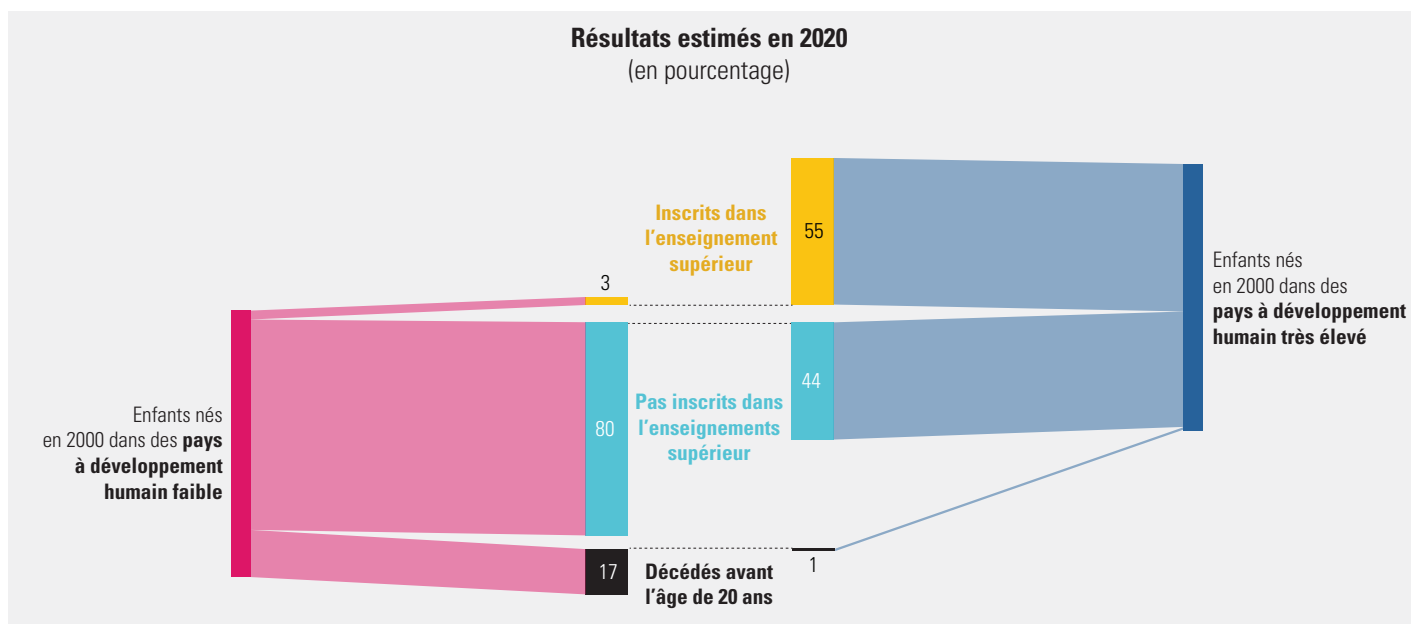 Résultats estimés en 2020
(en pourcentage)
Inscrits dans
l'enseignement
supérieur
55
3
Enfants nés
en 2000 dans des
pays à développement
humain très élevé
Enfants nés
en 2000 dans des pays
à développement
humain faible
80
Pas inscrits dans
l'enseignements
supérieur
44
17
Décédés avant
l'âge de 20 ans
1